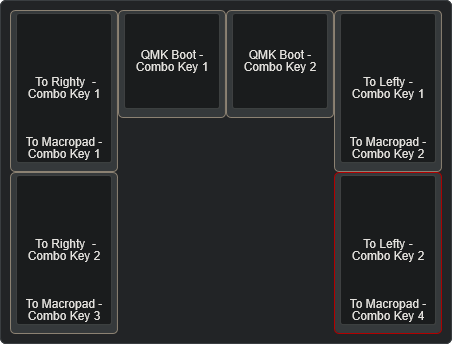 QMK Boot -
Combo Key 1
QMK Boot -
Combo Key 2
To Righty  -
Combo Key 1
To Lefty -
Combo Key 1
To Macropad -
Combo Key 1
To Macropad -
Combo Key 2
To Righty  -
Combo Key 2
To Lefty -
Combo Key 2
To Macropad -
Combo Key 3
To Macropad -
Combo Key 4